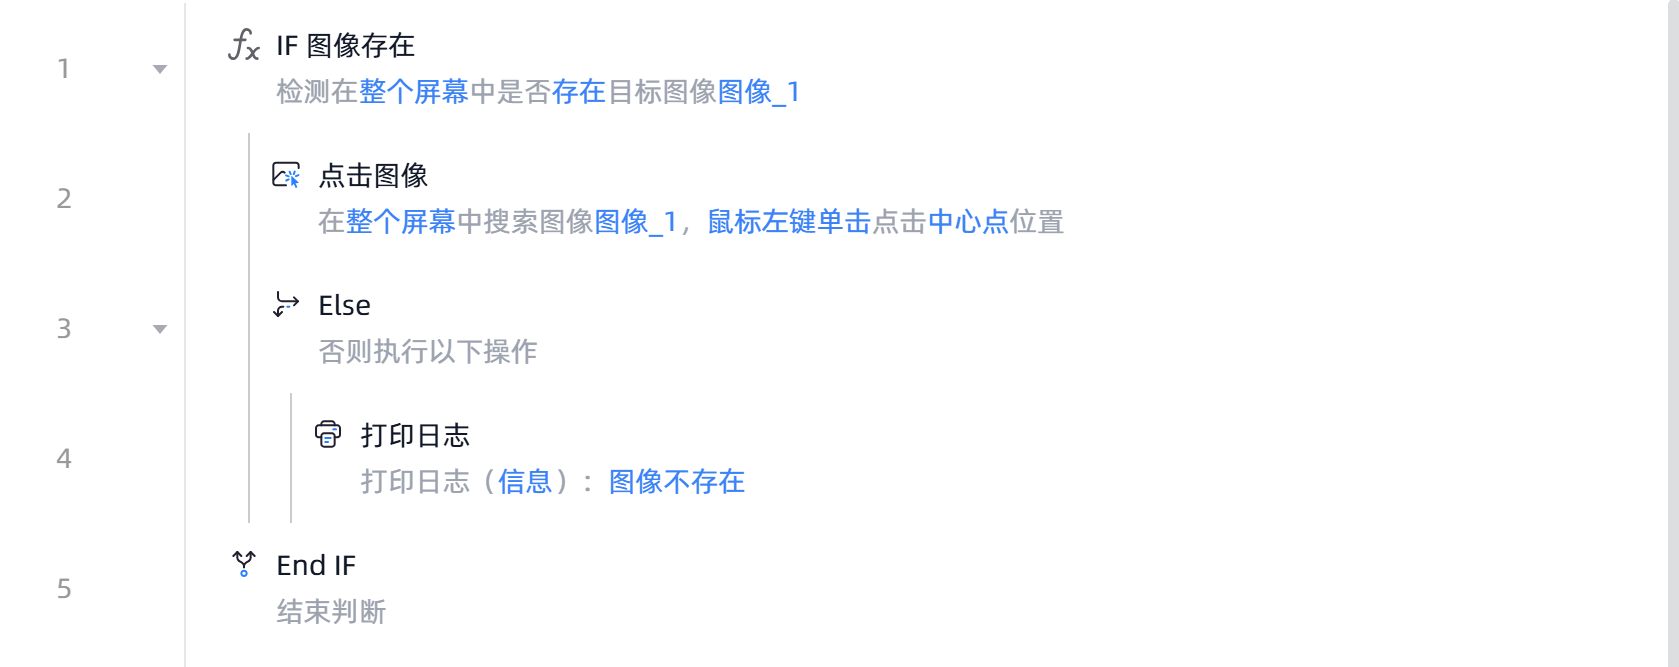 1
IF 图像存在
检测在整个屏幕中是否存在目标图像图像_1
2
点击图像
在整个屏幕中搜索图像图像_1，鼠标左键单击点击中心点位置
3
Else
否则执行以下操作
4
打印日志
打印日志（信息）：图像不存在
5
End IF
结束判断